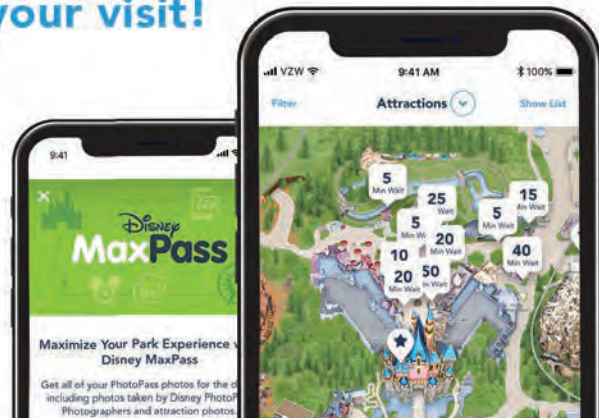 your visit!
9:41
DISNEY
MaxPass
Maximize Your Park Experience
Disney MaxPass
Get all of your PhotoPass photos for the
including photos taken by Disney
Photographers and attraction photos.
VZW
9:41 AM
100%
Filter
Attractions
Show List
5
Min Wait
25
Wait
15
Min Wait
5
Min
5
Min Wait
20
Min Wait
40
Min Wait
10
20
Min Wait
50
Wait